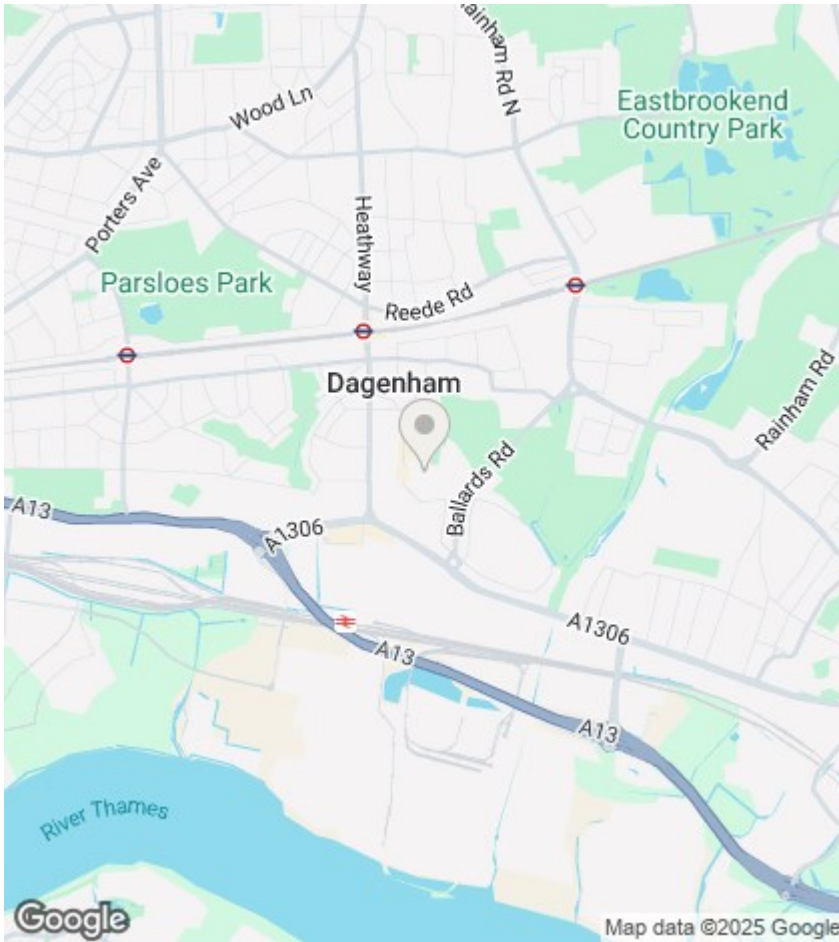 ainham Rd N
Wood Ln
Eastbrookend
Country Park
Porters Ave
Heathway
Parsloes Park
Reede Rd
Dagenham
Rainham Rd
Ballards Rd
A13
A1306
A1306
A13
A13
River Thames
Google
Map data ©2025 Google